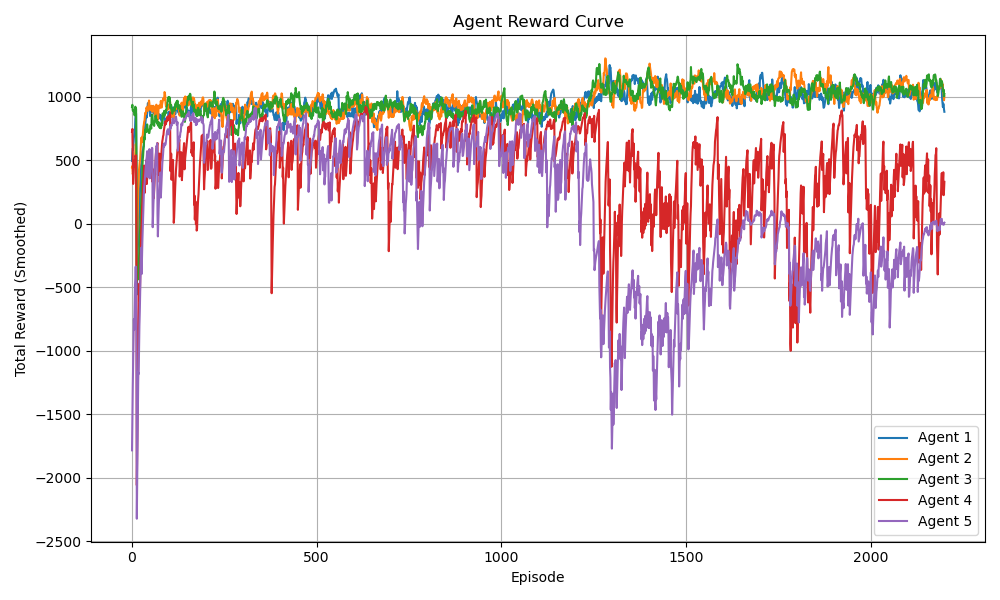 Agent Reward Curve
Total Reward (Smoothed)
1000
500
0
−500
−1000
−1500
−2000
−2500
0 500 1000 1500 2000
Episode
Agent 1
Agent 2
Agent 3
Agent 4
Agent 5